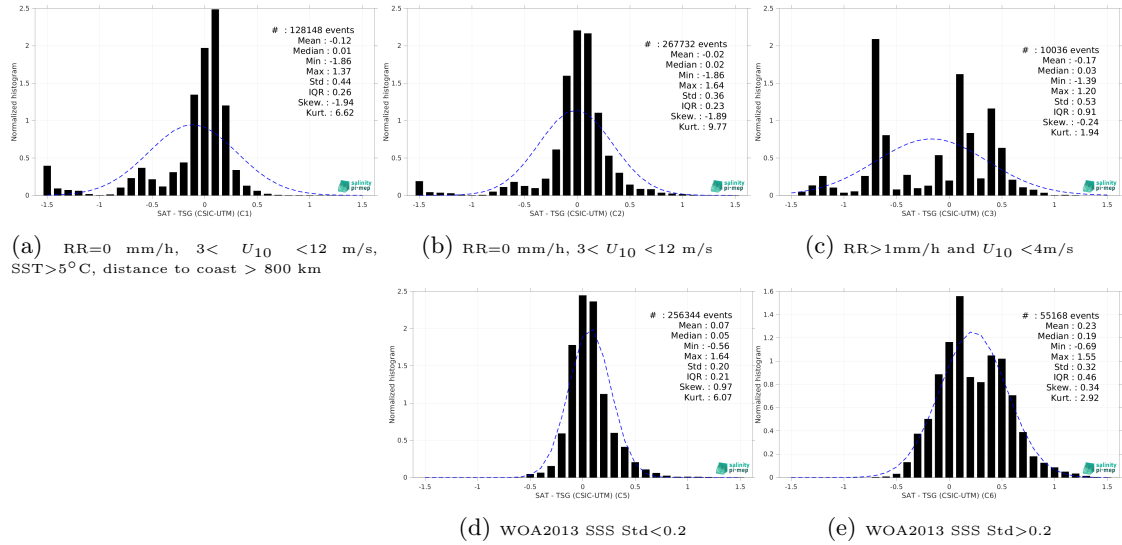 2.5
2
1.5
1
0.5
0
-1.5 -1 -0.5 0 0.5 1 1.5
Normalized histogram
SAT - TSG (CSIC-UTM) (C1)
# : 128148 events
Mean : -0.12
Median : 0.01
Min : -1.86
Max : 1.37
Std : 0.44
IQR : 0.26
Skew. : -1.94
Kurt. : 6.62
salinity
pi-mep
(a) RR=0 mm/h, 3< U10 <12 m/s,
SST>5°C, distance to coast > 800 km
2.5
2
1.5
1
0.5
0
-1.5 -1 -0.5 0 0.5 1 1.5
Normalized histogram
SAT - TSG (CSIC-UTM) (C2)
# : 267732 events
Mean : -0.02
Median : 0.02
Min : -1.86
Max : 1.64
Std : 0.36
IQR : 0.23
Skew. : -1.89
Kurt. : 9.77
salinity
pi-mep
(b) RR=0 mm/h, 3< U10 <12 m/s
2.5
2
1.5
1
0.5
0
-1.5 -1 -0.5 0 0.5 1 1.5
Normalized histogram
SAT - TSG (CSIC-UTM) (C3)
# : 10036 events
Mean : -0.17
Median : 0.03
Min : -1.39
Max : 1.20
Std : 0.53
IQR : 0.91
Skew. : -0.24
Kurt. : 1.94
salinity
pi-mep
(c) RR>1mm/h and U10 <4m/s
2.5
2
1.5
1
0.5
0
-1.5 -1 -0.5 0 0.5 1 1.5
Normalized histogram
SAT - TSG (CSIC-UTM) (C5)
# : 256344 events
Mean : 0.07
Median : 0.05
Min : -0.56
Max : 1.64
Std : 0.20
IQR : 0.21
Skew. : 0.97
Kurt. : 6.07
salinity
pi-mep
(d) WOA2013 SSS Std<0.2
1.6
1.4
1.2
1
0.8
0.6
0.4
0.2
0
-1.5 -1 -0.5 0 0.5 1 1.5
Normalized histogram
SAT - TSG (CSIC-UTM) (C6)
# : 55168 events
Mean : 0.23
Median : 0.19
Min : -0.69
Max : 1.55
Std : 0.32
IQR : 0.46
Skew. : 0.34
Kurt. : 2.92
salinity
pi-mep
(e) WOA2013 SSS Std>0.2